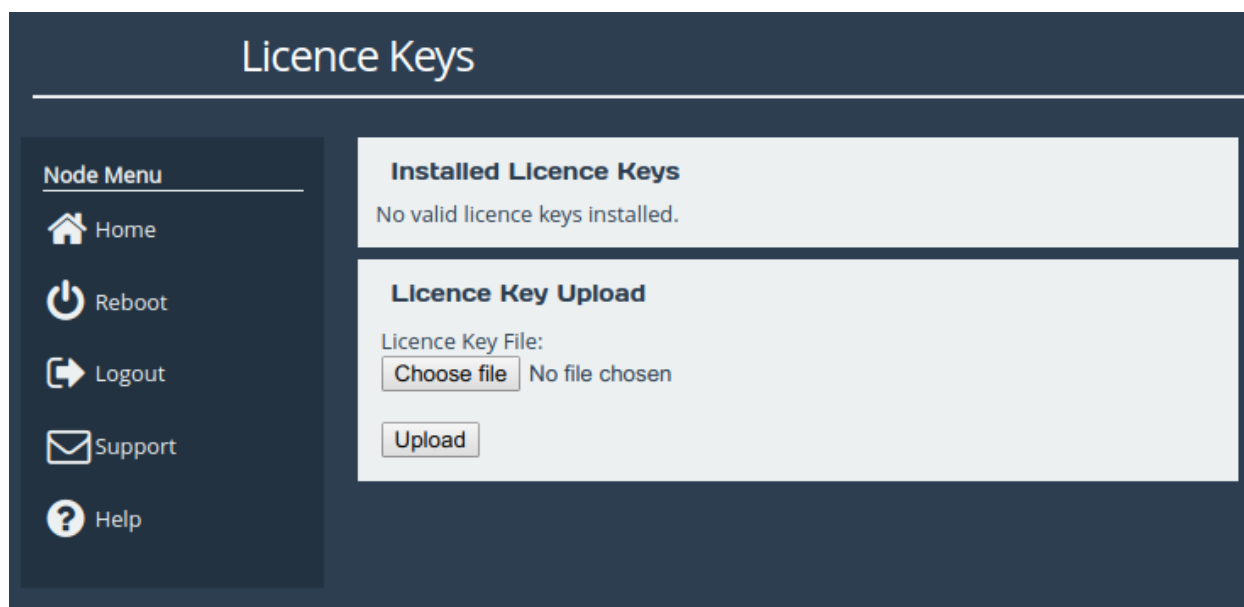 Licence Keys
Node Menu
Home
Reboot
Logout
Support
Help
Installed Licence Keys
No valid licence keys installed.
Licence Key Upload
Licence Key File:
Choose file No file chosen
Upload